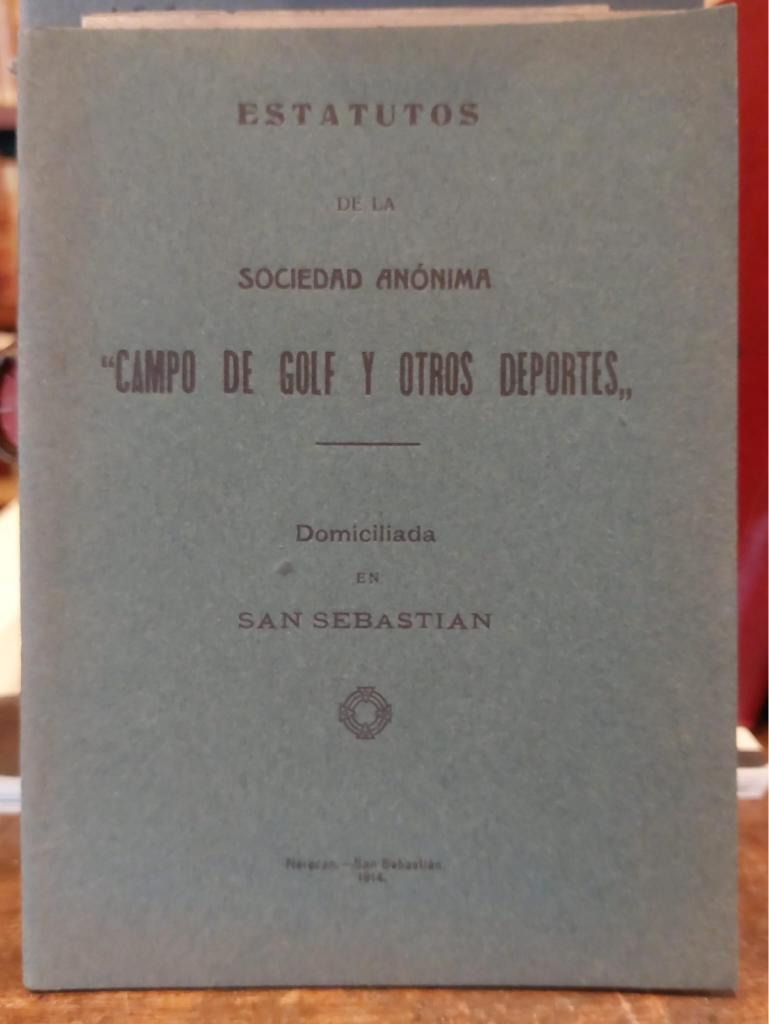 ESTATUTOS
DE LA
SOCIEDAD ANÓNIMA
“CAMPO DE GOLF Y OTROS DEPORTES„
Domiciliada
EN
SAN SEBASTIAN
San Sebastián.
1914.